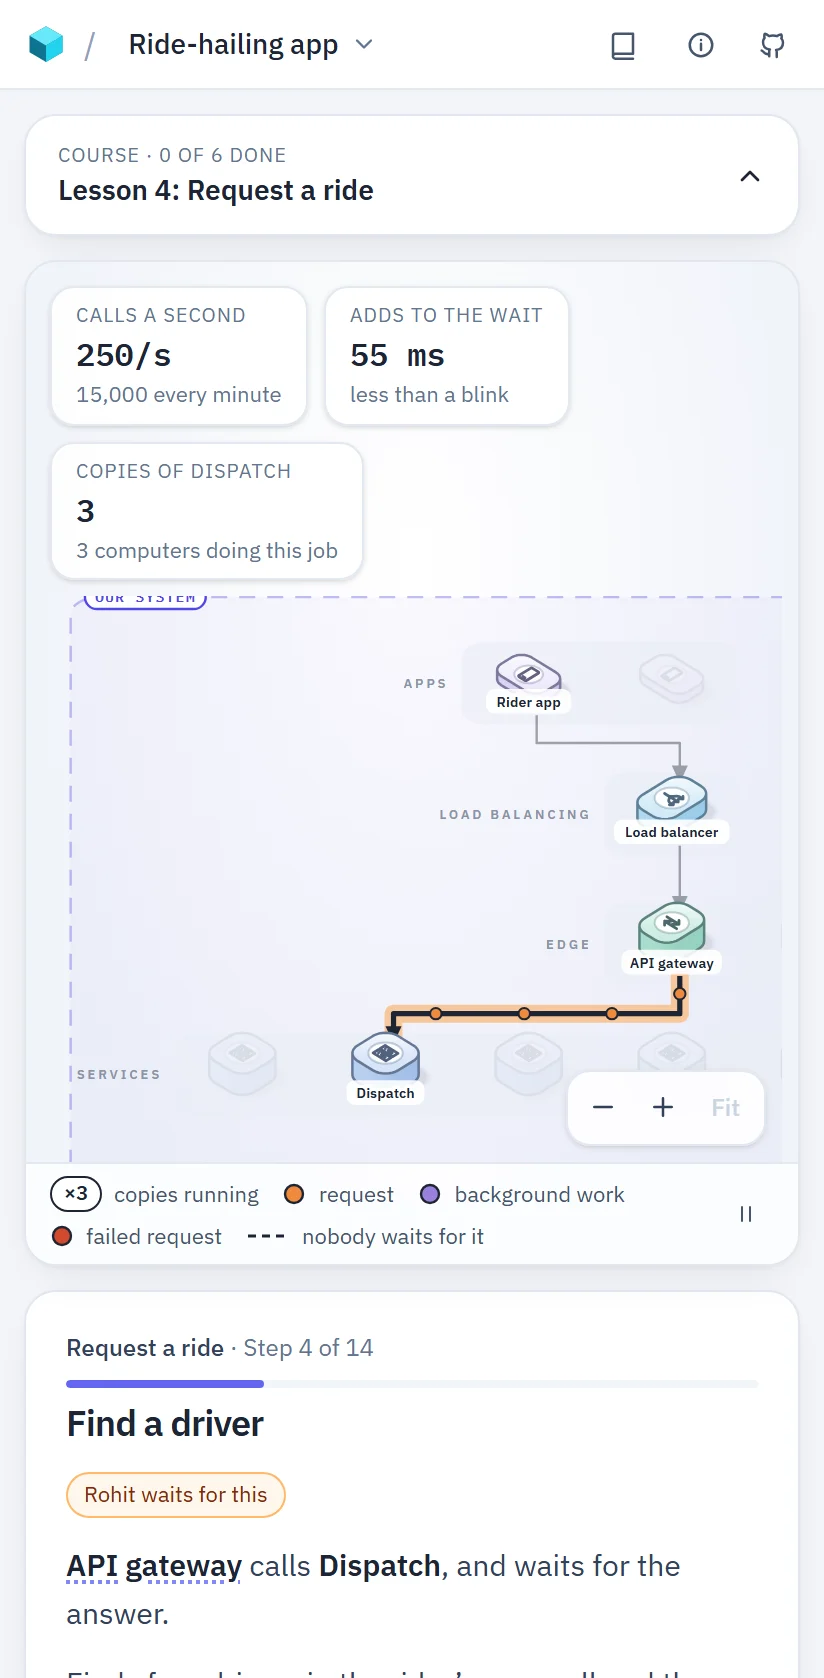 / Ride-hailing app
COURSE · 0 OF 6 DONE
Lesson 4: Request a ride
CALLS A SECOND
250/s
15,000 every minute
ADDS TO THE WAIT
55 ms
less than a blink
COPIES OF DISPATCH
3
3 computers doing this job
OUR SYSTEM
APPS
Rider app
LOAD BALANCING
Load balancer
EDGE
API gateway
SERVICES
Dispatch
Fit
×3 copies running request background work
failed request nobody waits for it
Request a ride · Step 4 of 14
Find a driver
Rohit waits for this
API gateway calls Dispatch, and waits for the
answer.